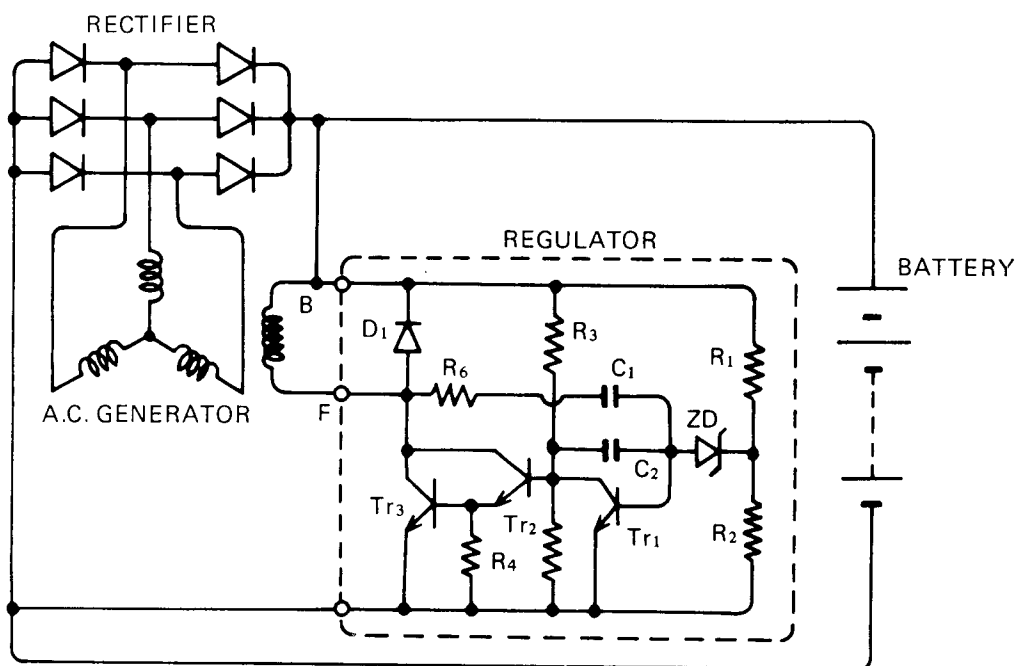 RECTIFIER
A.C. GENERATOR
REGULATOR
BATTERY
B
D1
R3
R1
R6
C1
F
ZD
C2
Tr3
Tr2
Tr1
R2
R4